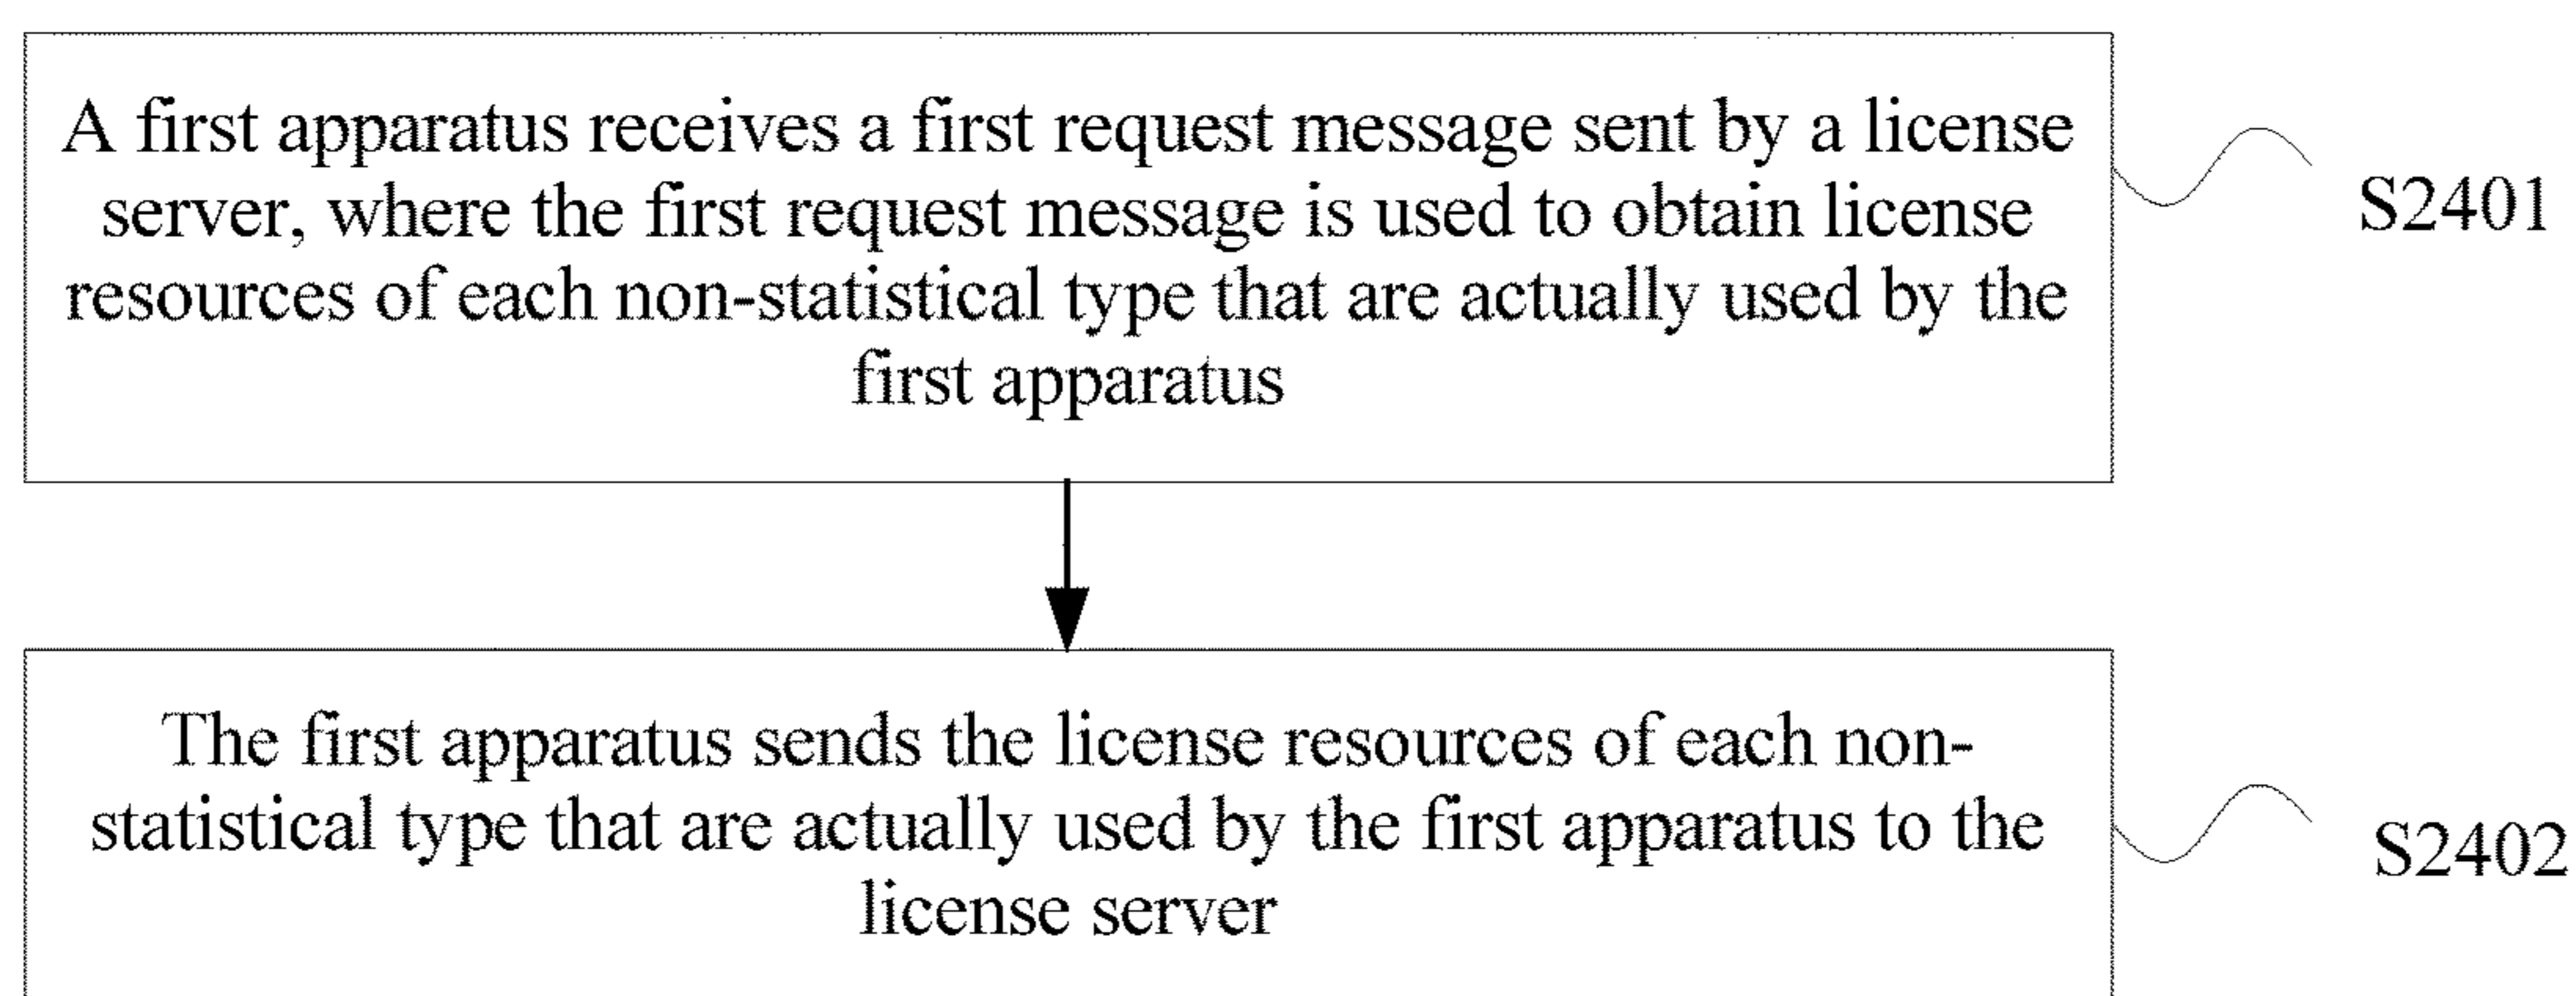 A first apparatus receives a first request message sent by a license
server, where the first request message is used to obtain license
resources of each non-statistical type that are actually used by the
first apparatus
S2401
The first apparatus sends the license resources of each non-
statistical type that are actually used by the first apparatus to the
license server
S2402